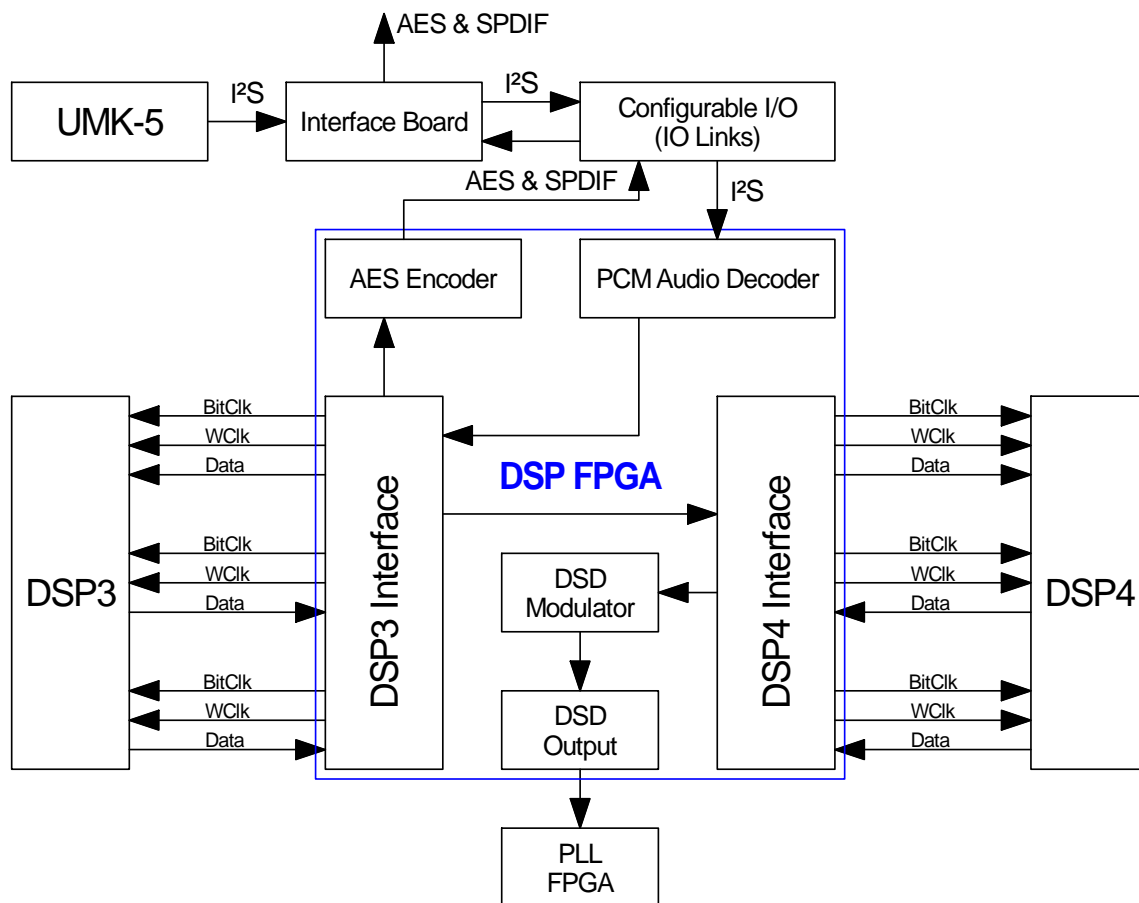 AES & SPDIF
I²S
I²S
UMK-5
Interface Board
Configurable I/O
(IO Links)
AES & SPDIF
I²S
AES Encoder
PCM Audio Decoder
BitClk
WClk
Data
BitClk
WClk
Data
DSP FPGA
DSP3
BitClk
WClk
Data
DSP3 Interface
DSD
Modulator
DSP4 Interface
BitClk
WClk
Data
DSP4
BitClk
WClk
Data
DSD
Output
BitClk
WClk
Data
PLL
FPGA